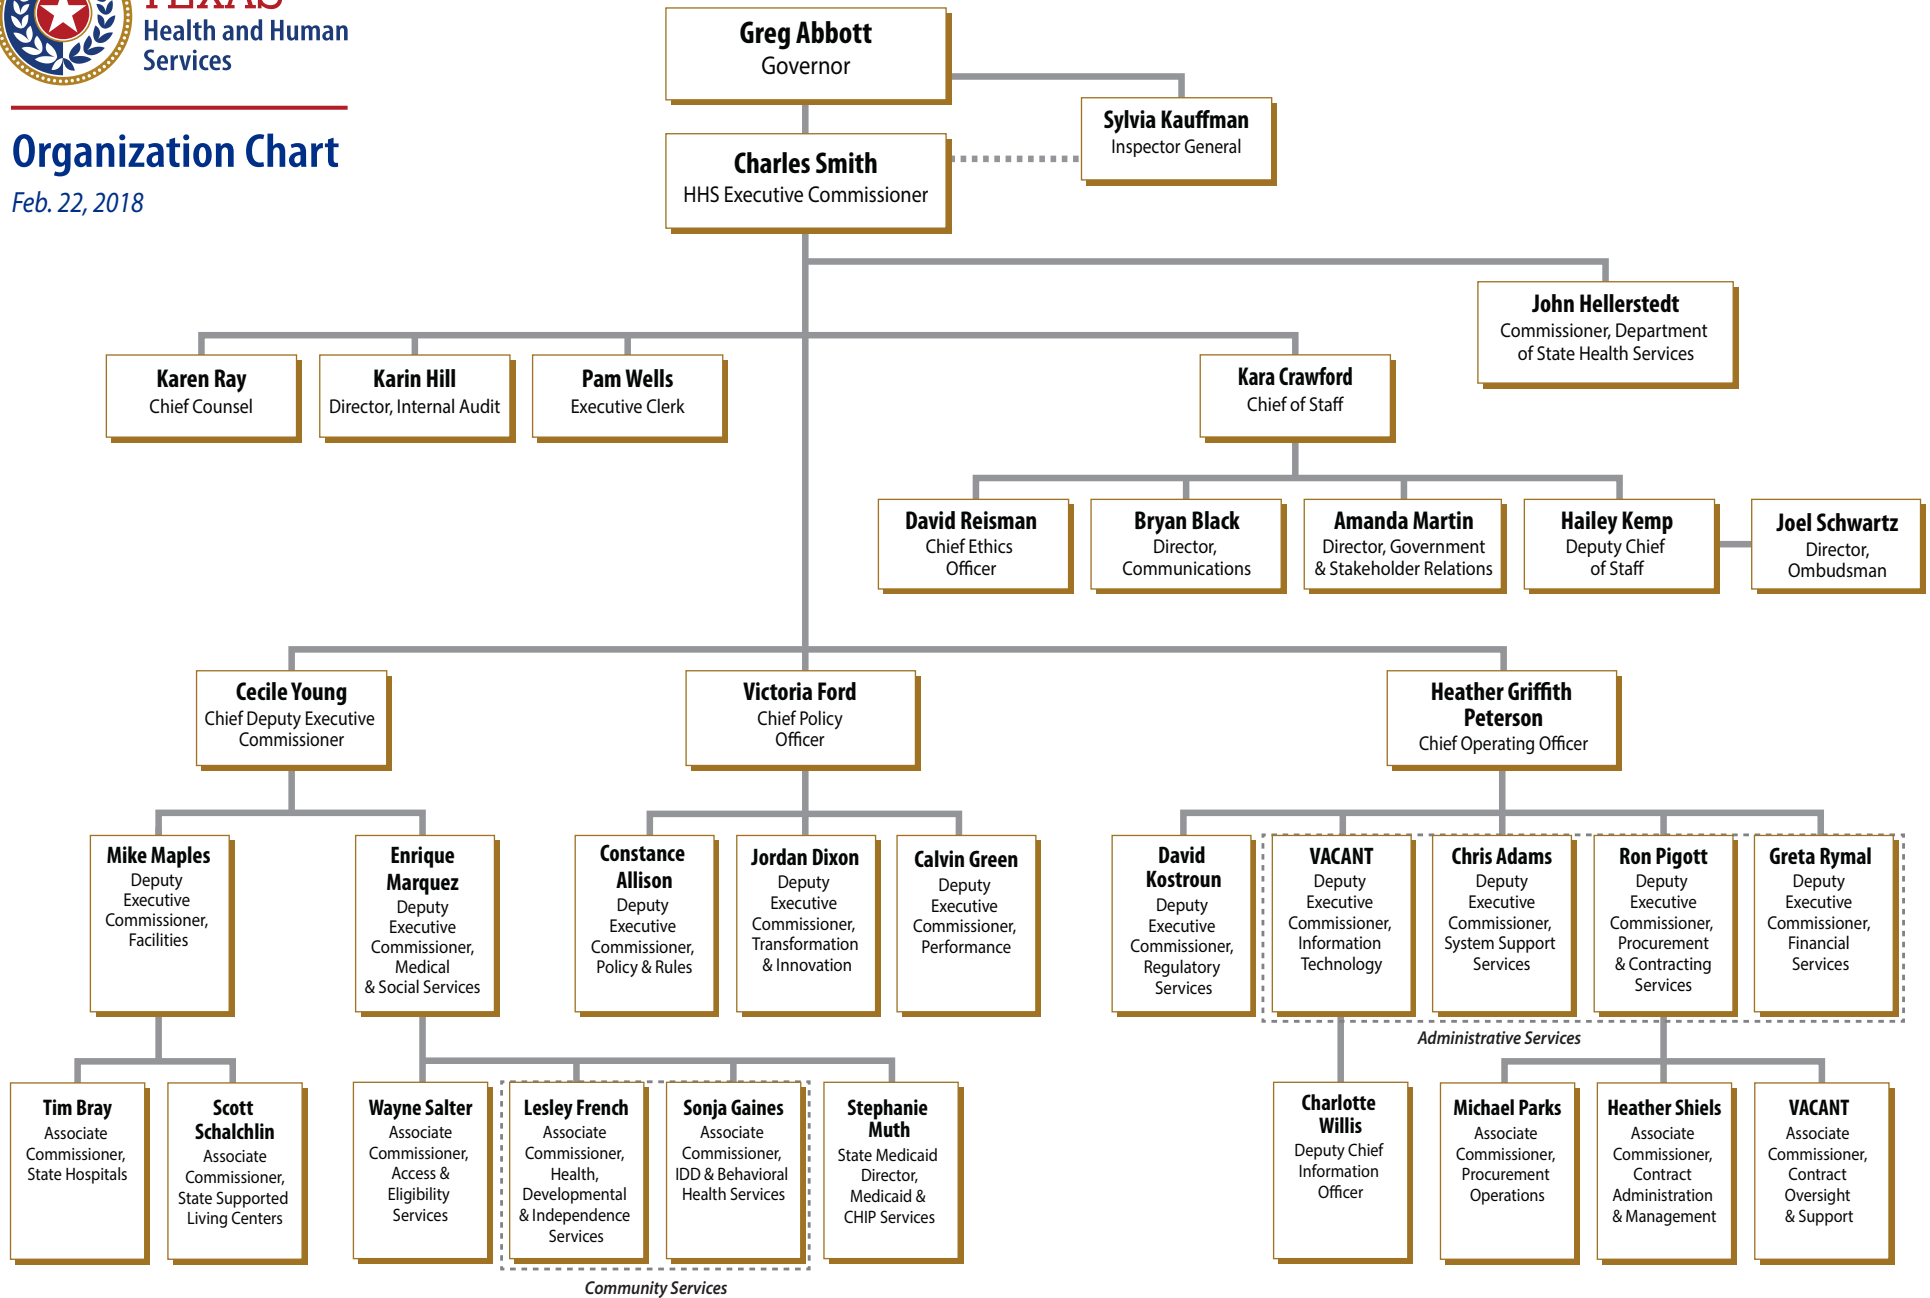 TEXAS
Health and Human
Services
Organization Chart
Feb. 22, 2018
Greg Abbott
Governor
Sylvia Kauffman
Inspector General
Charles Smith
HHS Executive Commissioner
John Hellerstedt
Commissioner, Department
of State Health Services
Karen Ray
Chief Counsel
Karin Hill
Director, Internal Audit
Pam Wells
Executive Clerk
Kara Crawford
Chief of Staff
David Reisman
Chief Ethics
Officer
Bryan Black
Director,
Communications
Amanda Martin
Director, Government
& Stakeholder Relations
Hailey Kemp
Deputy Chief
of Staff
Joel Schwartz
Director,
Ombudsman
Cecile Young
Chief Deputy Executive
Commissioner
Victoria Ford
Chief Policy
Officer
Heather Griffith
Peterson
Chief Operating Officer
Mike Maples
Deputy
Executive
Commissioner,
Facilities
Enrique
Marquez
Deputy
Executive
Commissioner,
Medical
& Social Services
Constance
Allison
Deputy
Executive
Commissioner,
Policy & Rules
Jordan Dixon
Deputy
Executive
Commissioner,
Transformation
& Innovation
Calvin Green
Deputy
Executive
Commissioner,
Performance
David
Kostroun
Deputy
Executive
Commissioner,
Regulatory
Services
VACANT
Deputy
Executive
Commissioner,
Information
Technology
Chris Adams
Deputy
Executive
Commissioner,
System Support
Services
Ron Pigott
Deputy
Executive
Commissioner,
Procurement
& Contracting
Services
Greta Rymal
Deputy
Executive
Commissioner,
Financial
Services
Administrative Services
Tim Bray
Associate
Commissioner,
State Hospitals
Scott
Schalchlin
Associate
Commissioner,
State Supported
Living Centers
Wayne Salter
Associate
Commissioner,
Access &
Eligibility
Services
Lesley French
Associate
Commissioner,
Health,
Developmental
& Independence
Services
Sonja Gaines
Associate
Commissioner,
IDD & Behavioral
Health Services
Stephanie
Muth
State Medicaid
Director,
Medicaid &
CHIP Services
Community Services
Charlotte
Willis
Deputy Chief
Information
Officer
Michael Parks
Associate
Commissioner,
Procurement
Operations
Heather Shiels
Associate
Commissioner,
Contract
Administration
& Management
VACANT
Associate
Commissioner,
Contract
Oversight
& Support